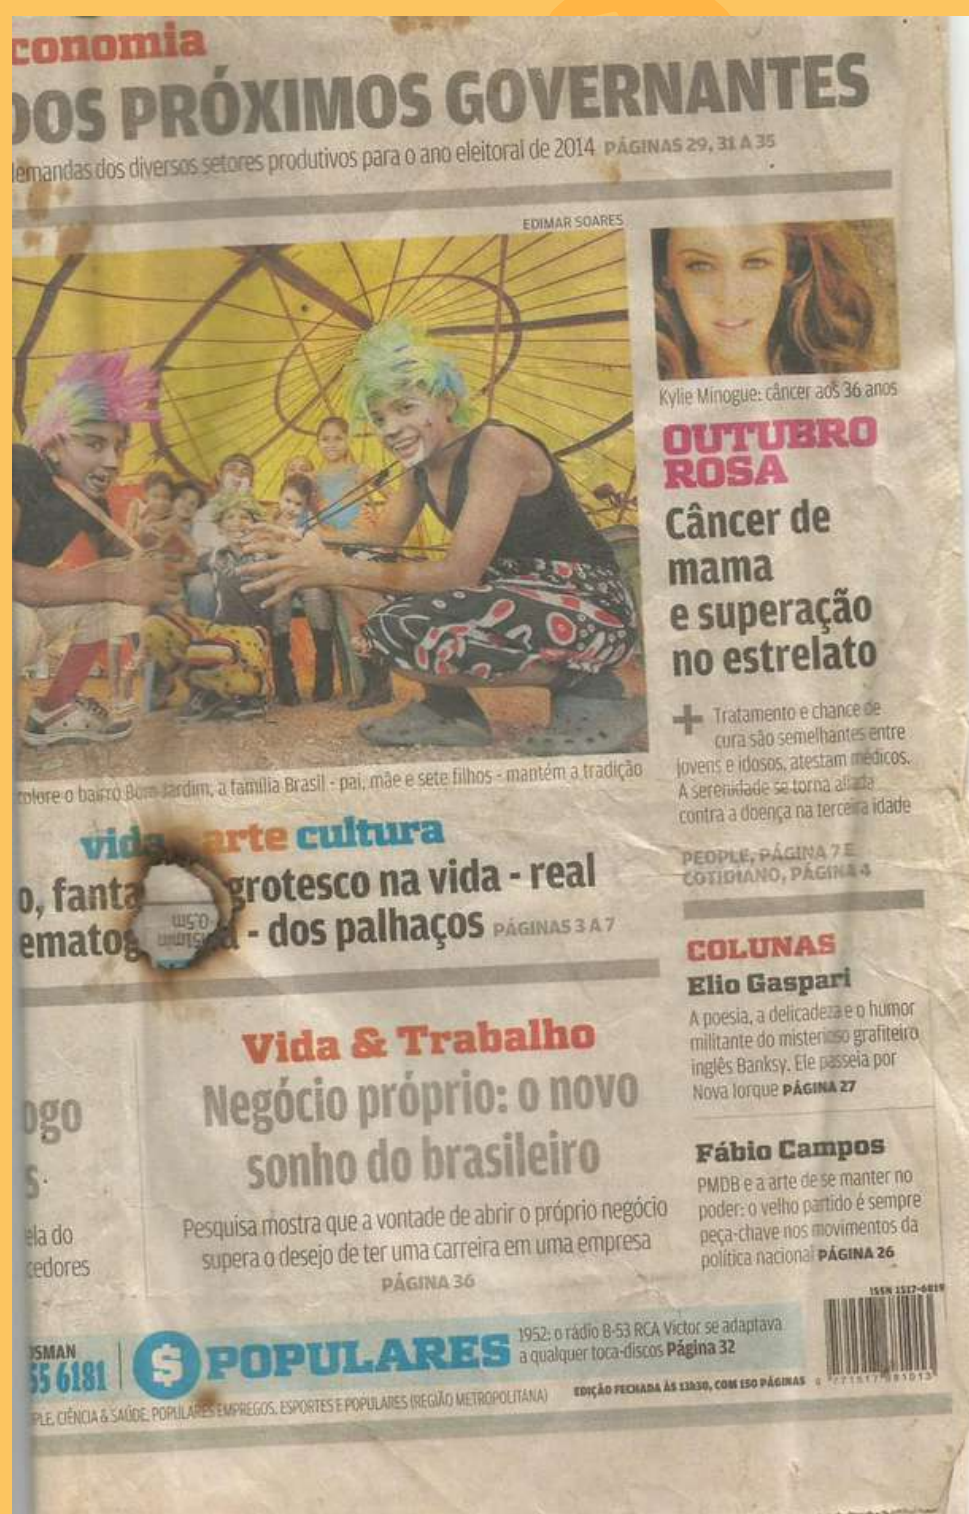 conomia
DOS PRÓXIMOS GOVERNANTES
demandas dos diversos setores produtivos para o ano eleitoral de 2014 PÁGINAS 29, 31 A 35
EDIMAR SOARES
colore o bairro Bom Jardim, a família Brasil - pai, mãe e sete filhos - mantém a tradição
vida arte cultura
o, fanta grotesco na vida - real
ematog a - dos palhaços PÁGINAS 3 A 7
Kylie Minogue: câncer aos 36 anos
OUTUBRO
ROSA
Câncer de
mama
e superação
no estrelato
+ Tratamento e chance de
cura são semelhantes entre
jovens e idosos, atestam médicos.
A serenidade se torna aliada
contra a doença na terceira idade
PEOPLE, PÁGINA 7 E
COTIDIANO, PÁGINA 4
COLUNAS
Elio Gaspari
A poesia, a delicadeza e o humor
militante do misterioso grafiteiro
inglês Banksy. Ele passeia por
Nova Iorque PÁGINA 27
Fábio Campos
PMDB e a arte de se manter no
poder: o velho partido é sempre
peça-chave nos movimentos da
política nacional PÁGINA 26
ogo
s.
ela do
cedores
Vida & Trabalho
Negócio próprio: o novo
sonho do brasileiro
Pesquisa mostra que a vontade de abrir o próprio negócio
supera o desejo de ter uma carreira em uma empresa
PÁGINA 36
ISSN 1517-6819
OSMAN
55 6181
$ POPULARES
1952: o rádio B-53 RCA Victor se adaptava
a qualquer toca-discos Página 32
PLE, CIÊNCIA & SAÚDE, POPULARES EMPREGOS, ESPORTES E POPULARES (REGIÃO METROPOLITANA)
EDIÇÃO FECHADA ÀS 13h30, COM 150 PÁGINAS